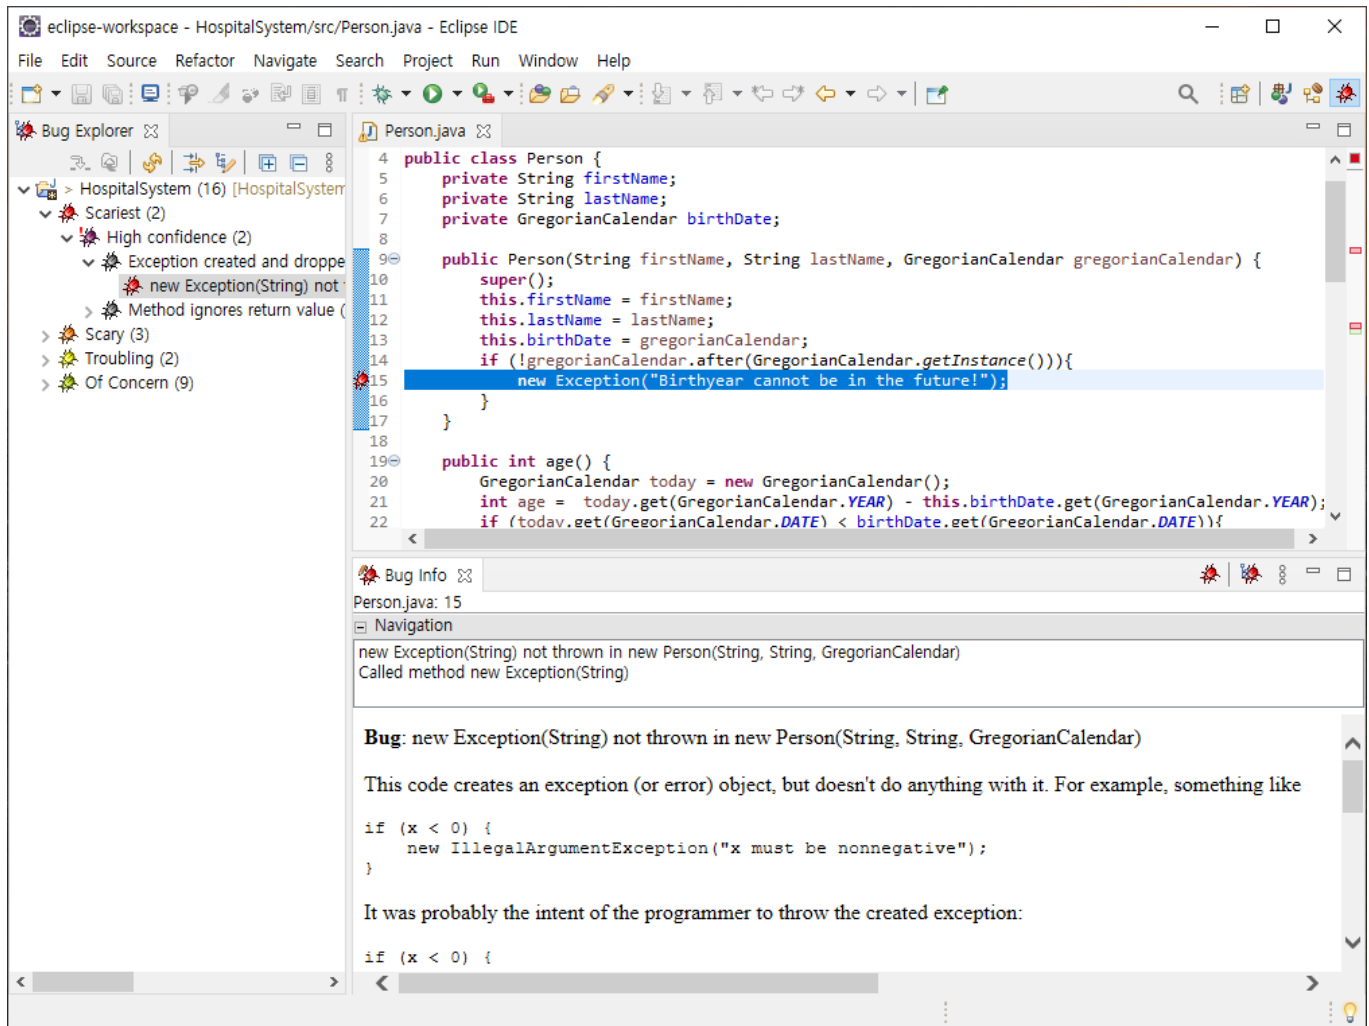 eclipse-workspace - HospitalSystem/src/Person.java - Eclipse IDE
File Edit Source Refactor Navigate Search Project Run Window Help
Bug Explorer
> HospitalSystem (16) [HospitalSystem
Scariest (2)
High confidence (2)
Exception created and droppe
new Exception(String) not
Method ignores return value (
Scary (3)
Troubling (2)
Of Concern (9)
Person.java
4 public class Person {
5 private String firstName;
6 private String lastName;
7 private GregorianCalendar birthDate;
8
9 public Person(String firstName, String lastName, GregorianCalendar gregorianCalendar) {
10 super();
11 this.firstName = firstName;
12 this.lastName = lastName;
13 this.birthDate = gregorianCalendar;
14 if (!gregorianCalendar.after(GregorianCalendar.getInstance())){
15 new Exception("Birthyear cannot be in the future!");
16 }
17 }
18
19 public int age() {
20 GregorianCalendar today = new GregorianCalendar();
21 int age =  today.get(GregorianCalendar.YEAR) - this.birthDate.get(GregorianCalendar.YEAR);
22 if (today.get(GregorianCalendar.DATE) < birthDate.get(GregorianCalendar.DATE)){
Bug Info
Person.java: 15
Navigation
new Exception(String) not thrown in new Person(String, String, GregorianCalendar)
Called method new Exception(String)
Bug: new Exception(String) not thrown in new Person(String, String, GregorianCalendar)
This code creates an exception (or error) object, but doesn't do anything with it. For example, something like
if (x < 0) {
new IllegalArgumentException("x must be nonnegative");
}
It was probably the intent of the programmer to throw the created exception:
if (x < 0) {